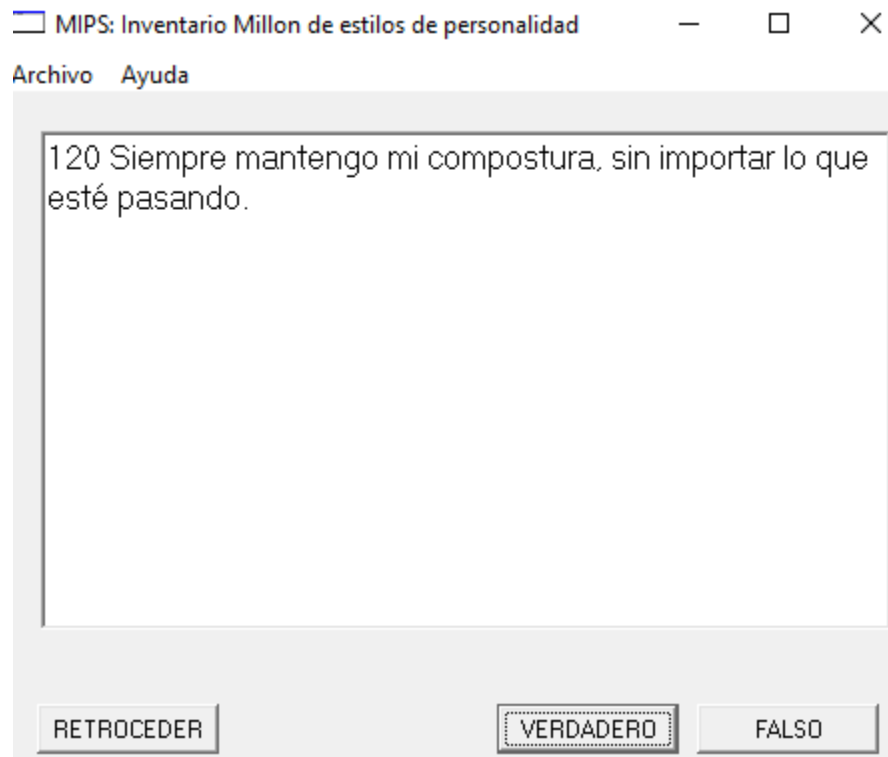 MIPS: Inventario Millon de estilos de personalidad
Archivo Ayuda
120 Siempre mantengo mi compostura, sin importar lo que
esté pasando.
RETROCEDER VERDADERO FALSO